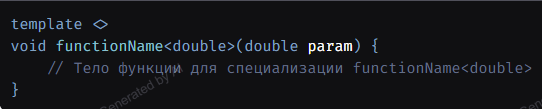 template <>
void functionName<double>(double param) {
    // Тело функции для специализации functionName<double>
}